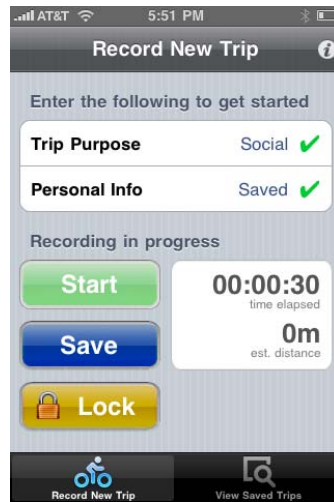 AT&T 5:51 PM
Record New Trip
Enter the following to get started
Trip Purpose Social
Personal Info Saved
Recording in progress
Start
00:00:30
time elapsed
Save
0m
est. distance
Lock
Record New Trip View Saved Trips